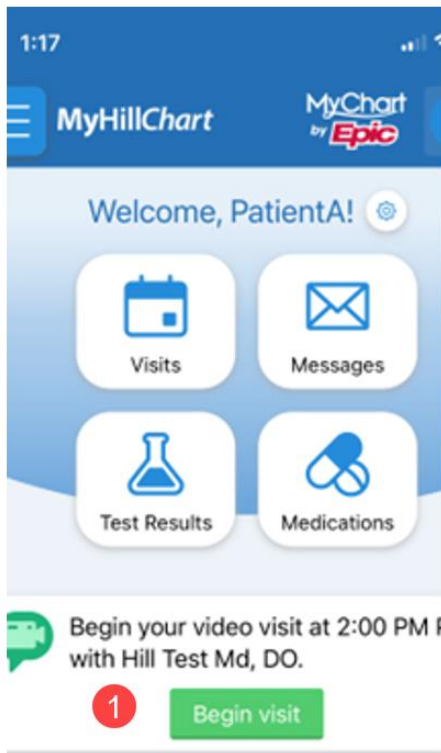 1:17
MyHillChart
MyChart
by Epic
Welcome, PatientA!
Visits
Messages
Test Results
Medications
Begin your video visit at 2:00 PM
with Hill Test Md, DO.
1
Begin visit